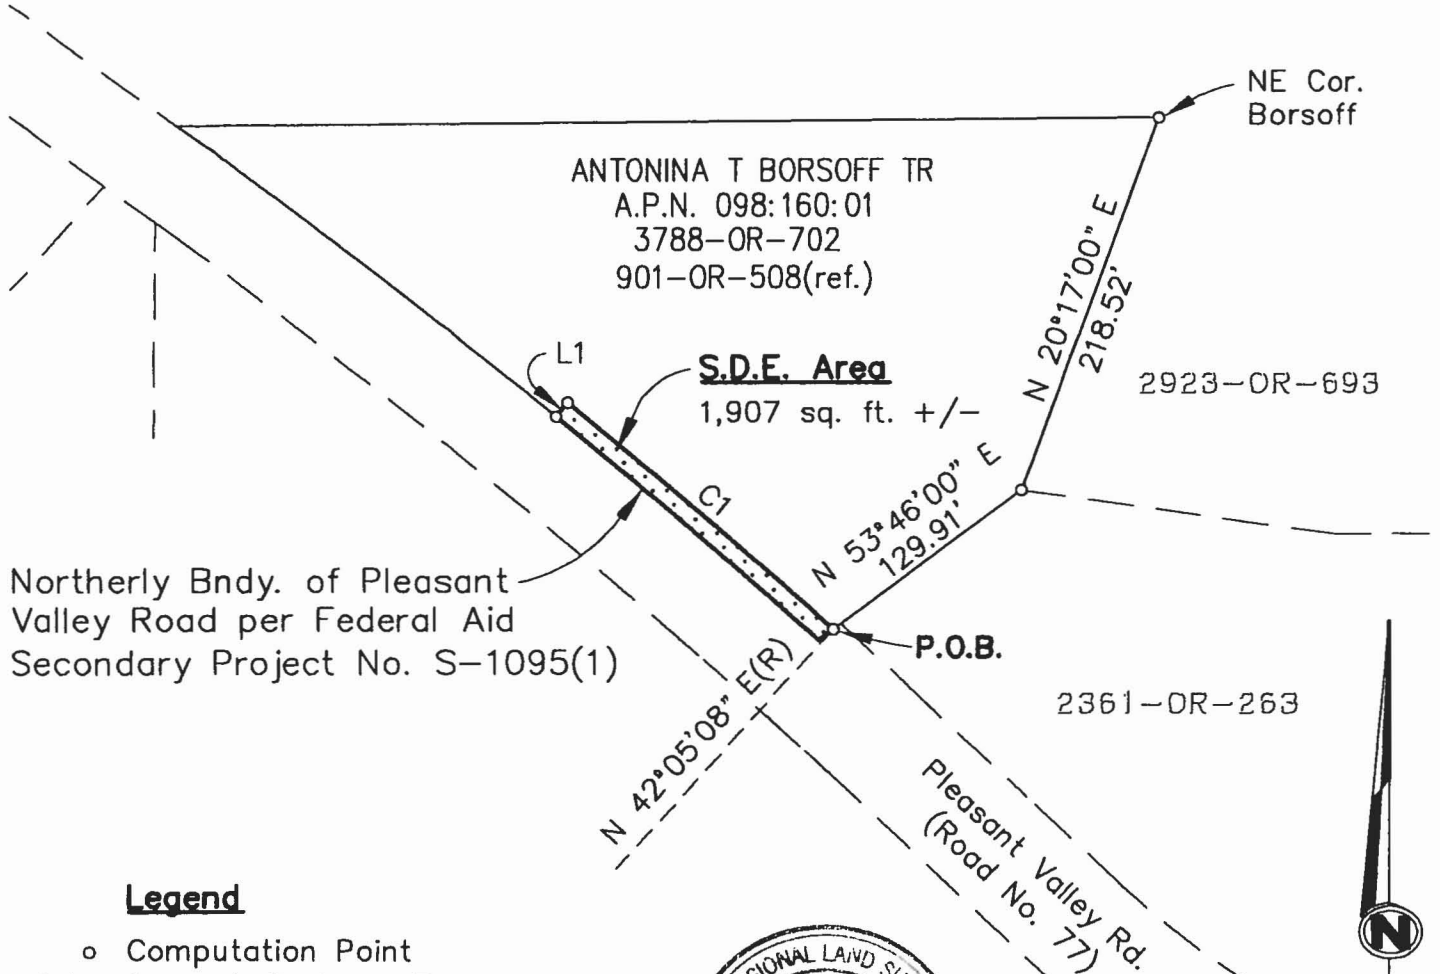 NE Cor.
Borsoff
ANTONINA T BORSOFF TR
A.P.N. 098:160:01
3788-OR-702
901-OR-508(ref.)
N 20°17'00" E
218.52'
L1
S.D.E. Area
1,907 sq. ft. +/-
2923-OR-693
C1
N 53°46'00" E
129.91'
Northerly Bndy. of Pleasant
Valley Road per Federal Aid
Secondary Project No. S-1095(1)
P.O.B.
N 42°05'08" E(R)
2361-OR-263
Pleasant Valley Rd.
(Road No. 77)
Legend
o Computation Point
LAND
N